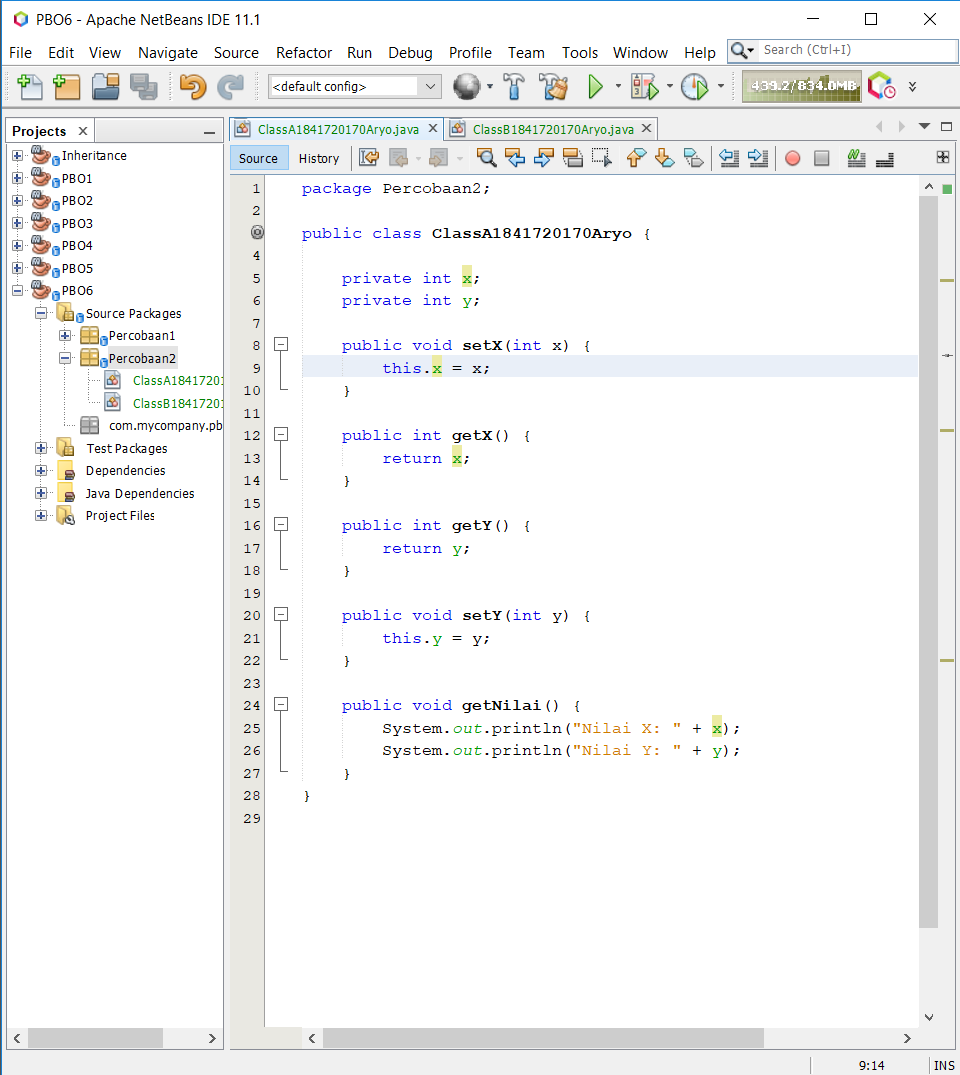 PBO6 - Apache NetBeans IDE 11.1
File Edit View Navigate Source Refactor Run Debug Profile Team Tools Window Help Search (Ctrl+I)
<default config> 439.2/834.0MB
Projects
Inheritance
PBO1
PBO2
PBO3
PBO4
PBO5
PBO6
Source Packages
Percobaan1
Percobaan2
ClassA18417201
ClassB18417201
com.mycompany.pb
Test Packages
Dependencies
Java Dependencies
Project Files
ClassA1841720170Aryo.java ClassB1841720170Aryo.java
Source History
1 package Percobaan2;
2
public class ClassA1841720170Aryo {
4
5 private int x;
6 private int y;
7
8 public void setX(int x) {
9 this.x = x;
10 }
11
12 public int getX() {
13 return x;
14 }
15
16 public int getY() {
17 return y;
18 }
19
20 public void setY(int y) {
21 this.y = y;
22 }
23
24 public void getNilai() {
25 System.out.println("Nilai X: " + x);
26 System.out.println("Nilai Y: " + y);
27 }
28 }
29
9:14 INS